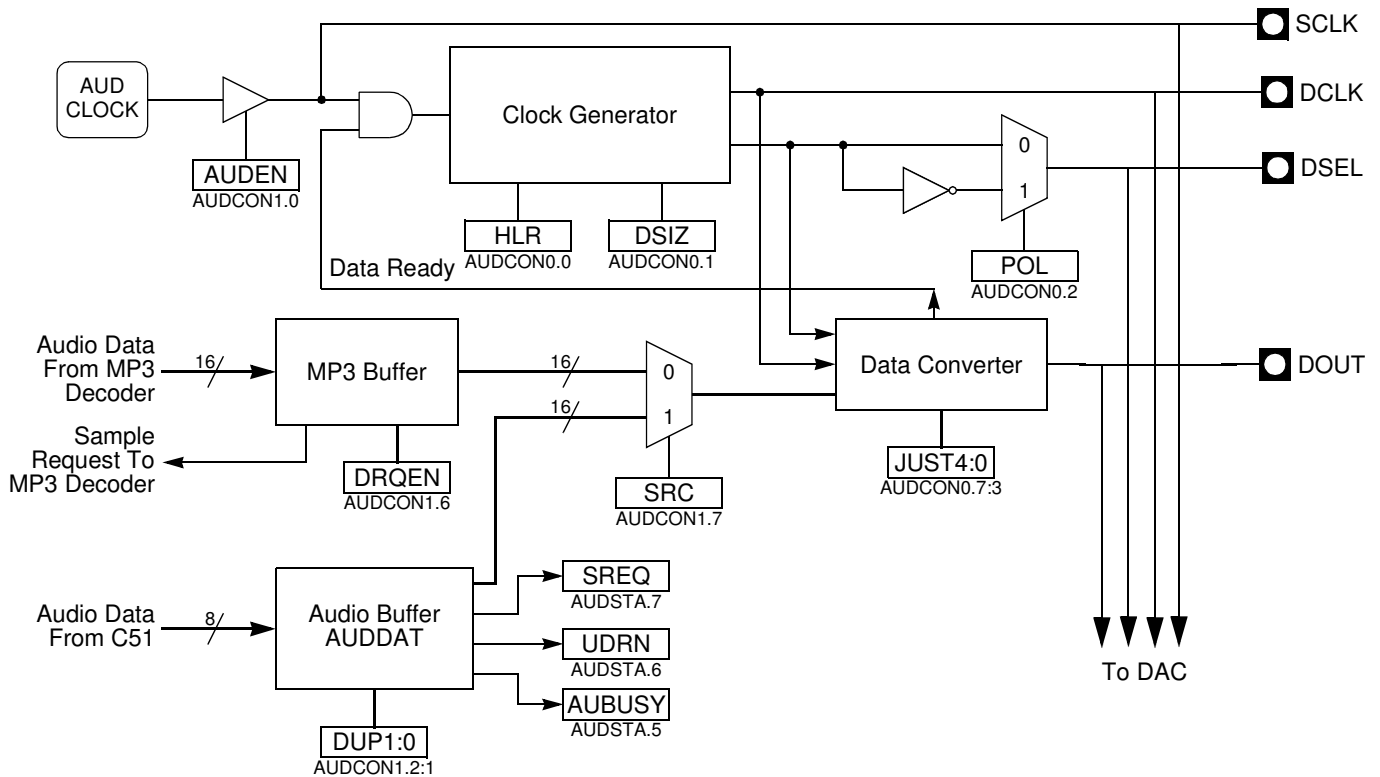 SCLK
AUD
CLOCK
Clock Generator
DCLK
0
1
DSEL
AUDEN
AUDCON1.0
HLR
AUDCON0.0
DSIZ
AUDCON0.1
POL
AUDCON0.2
Data Ready
Audio Data
From MP3
Decoder
16
MP3 Buffer
16
0
16
1
Data Converter
DOUT
Sample
Request To
MP3 Decoder
DRQEN
AUDCON1.6
SRC
AUDCON1.7
JUST4:0
AUDCON0.7:3
Audio Data
From C51
8
Audio Buffer
AUDDAT
SREQ
AUDSTA.7
UDRN
AUDSTA.6
AUBUSY
AUDSTA.5
To DAC
DUP1:0
AUDCON1.2:1